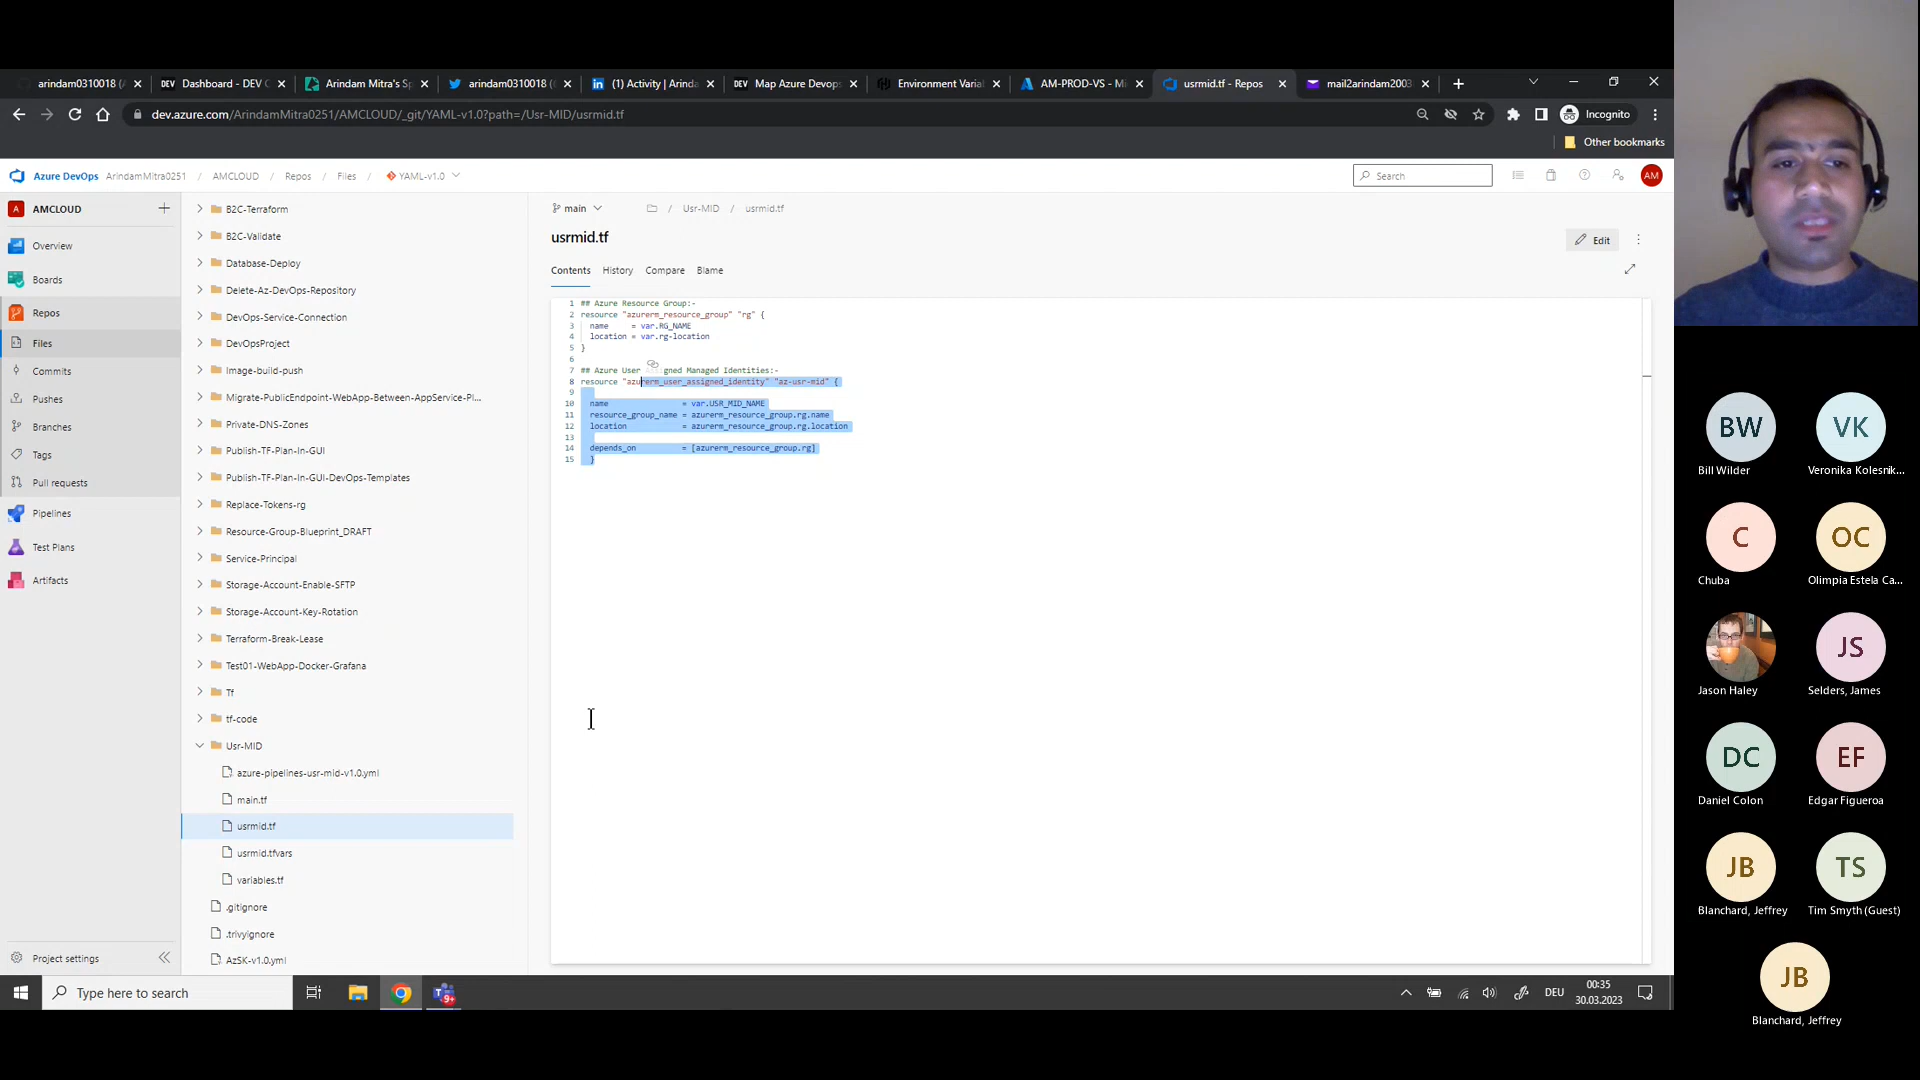 arindam0310018 (
Dashboard - DEV C
Arindam Mitra's Sp
arindam0310018 (
(1) Activity | Arinda
Map Azure Devops
Environment Varia
AM-PROD-VS - Mi
usrmid.tf - Repos
mail2arindam2003
dev.azure.com/ArindamMitra0251/AMCLOUD/_git/YAML-v1.0?path=/Usr-MID/usrmid.tf
Incognito
Other bookmarks
Azure DevOps ArindamMitra0251 / AMCLOUD / Repos / Files / YAML-v1.0
Search
AM
A AMCLOUD
Overview
Boards
Repos
Files
Commits
Pushes
Branches
Tags
Pull requests
Pipelines
Test Plans
Artifacts
Project settings
B2C-Terraform
B2C-Validate
Database-Deploy
Delete-Az-DevOps-Repository
DevOps-Service-Connection
DevOpsProject
Image-build-push
Migrate-PublicEndpoint-WebApp-Between-AppService-Pl...
Private-DNS-Zones
Publish-TF-Plan-In-GUI
Publish-TF-Plan-In-GUI-DevOps-Templates
Replace-Tokens-rg
Resource-Group-Blueprint_DRAFT
Service-Principal
Storage-Account-Enable-SFTP
Storage-Account-Key-Rotation
Terraform-Break-Lease
Test01-WebApp-Docker-Grafana
Tf
tf-code
Usr-MID
azure-pipelines-usr-mid-v1.0.yml
main.tf
usrmid.tf
usrmid.tfvars
variables.tf
.gitignore
.trivyignore
AzSK-v1.0.yml
main
/ Usr-MID / usrmid.tf
usrmid.tf
Edit
Contents History Compare Blame
1 ## Azure Resource Group:-
2 resource "azurerm_resource_group" "rg" {
3 name = var.RG_NAME
4 location = var.rg-location
5 }
6
7 ## Azure User gned Managed Identities:-
8 resource "azurerm_user_assigned_identity" "az-usr-mid" {
9
10 name = var.USR_MID_NAME
11 resource_group_name = azurerm_resource_group.rg.name
12 location = azurerm_resource_group.rg.location
13
14 depends_on = [azurerm_resource_group.rg]
15 }
Type here to search
9+
DEU
00:35
30.03.2023
BW
Bill Wilder
VK
Veronika Kolesnik...
C
Chuba
OC
Olimpia Estela Ca...
Jason Haley
JS
Selders, James
DC
Daniel Colon
EF
Edgar Figueroa
JB
Blanchard, Jeffrey
TS
Tim Smyth (Guest)
JB
Blanchard, Jeffrey